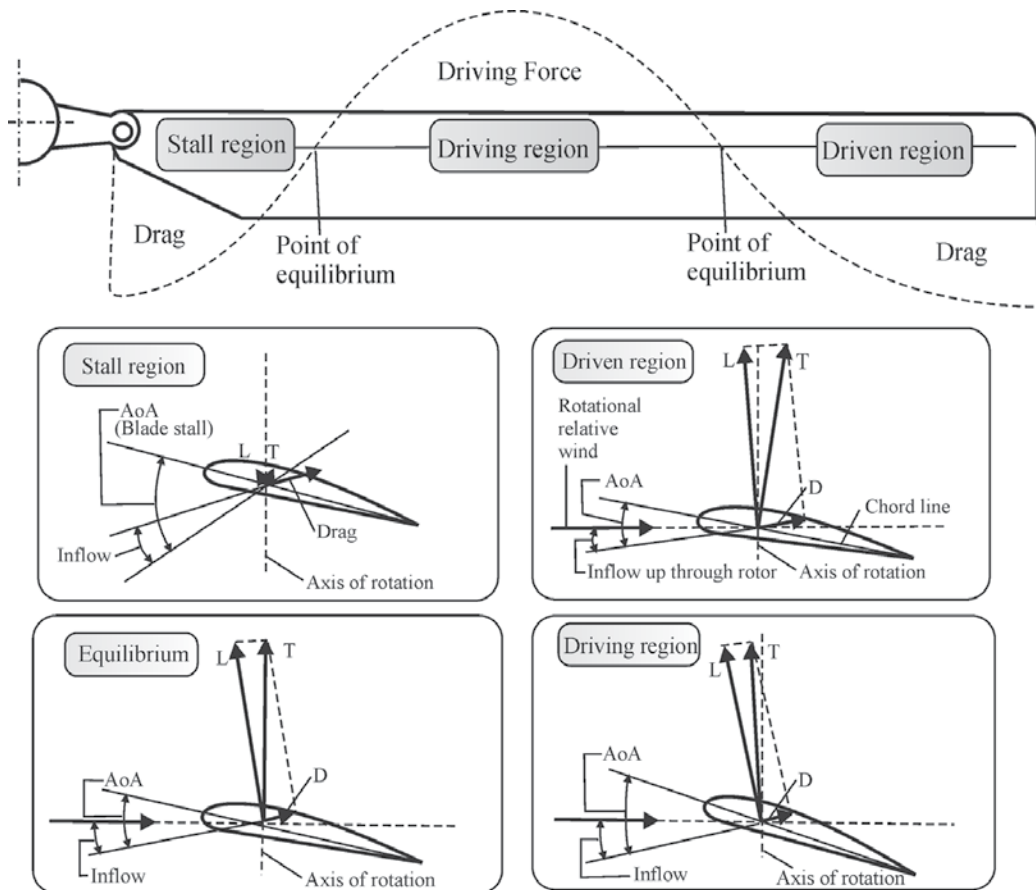 Driving Force
Stall region
Driving region
Driven region
Drag
Point of
equilibrium
Point of
equilibrium
Drag
Stall region
AoA
(Blade stall)
L T
Drag
Inflow
Axis of rotation
Driven region
L
T
Rotational
relative
wind
AoA
D
Chord line
Inflow up through rotor
Axis of rotation
Equilibrium
L
T
AoA
D
Inflow
Axis of rotation
Driving region
L
T
AoA
D
Inflow
Axis of rotation